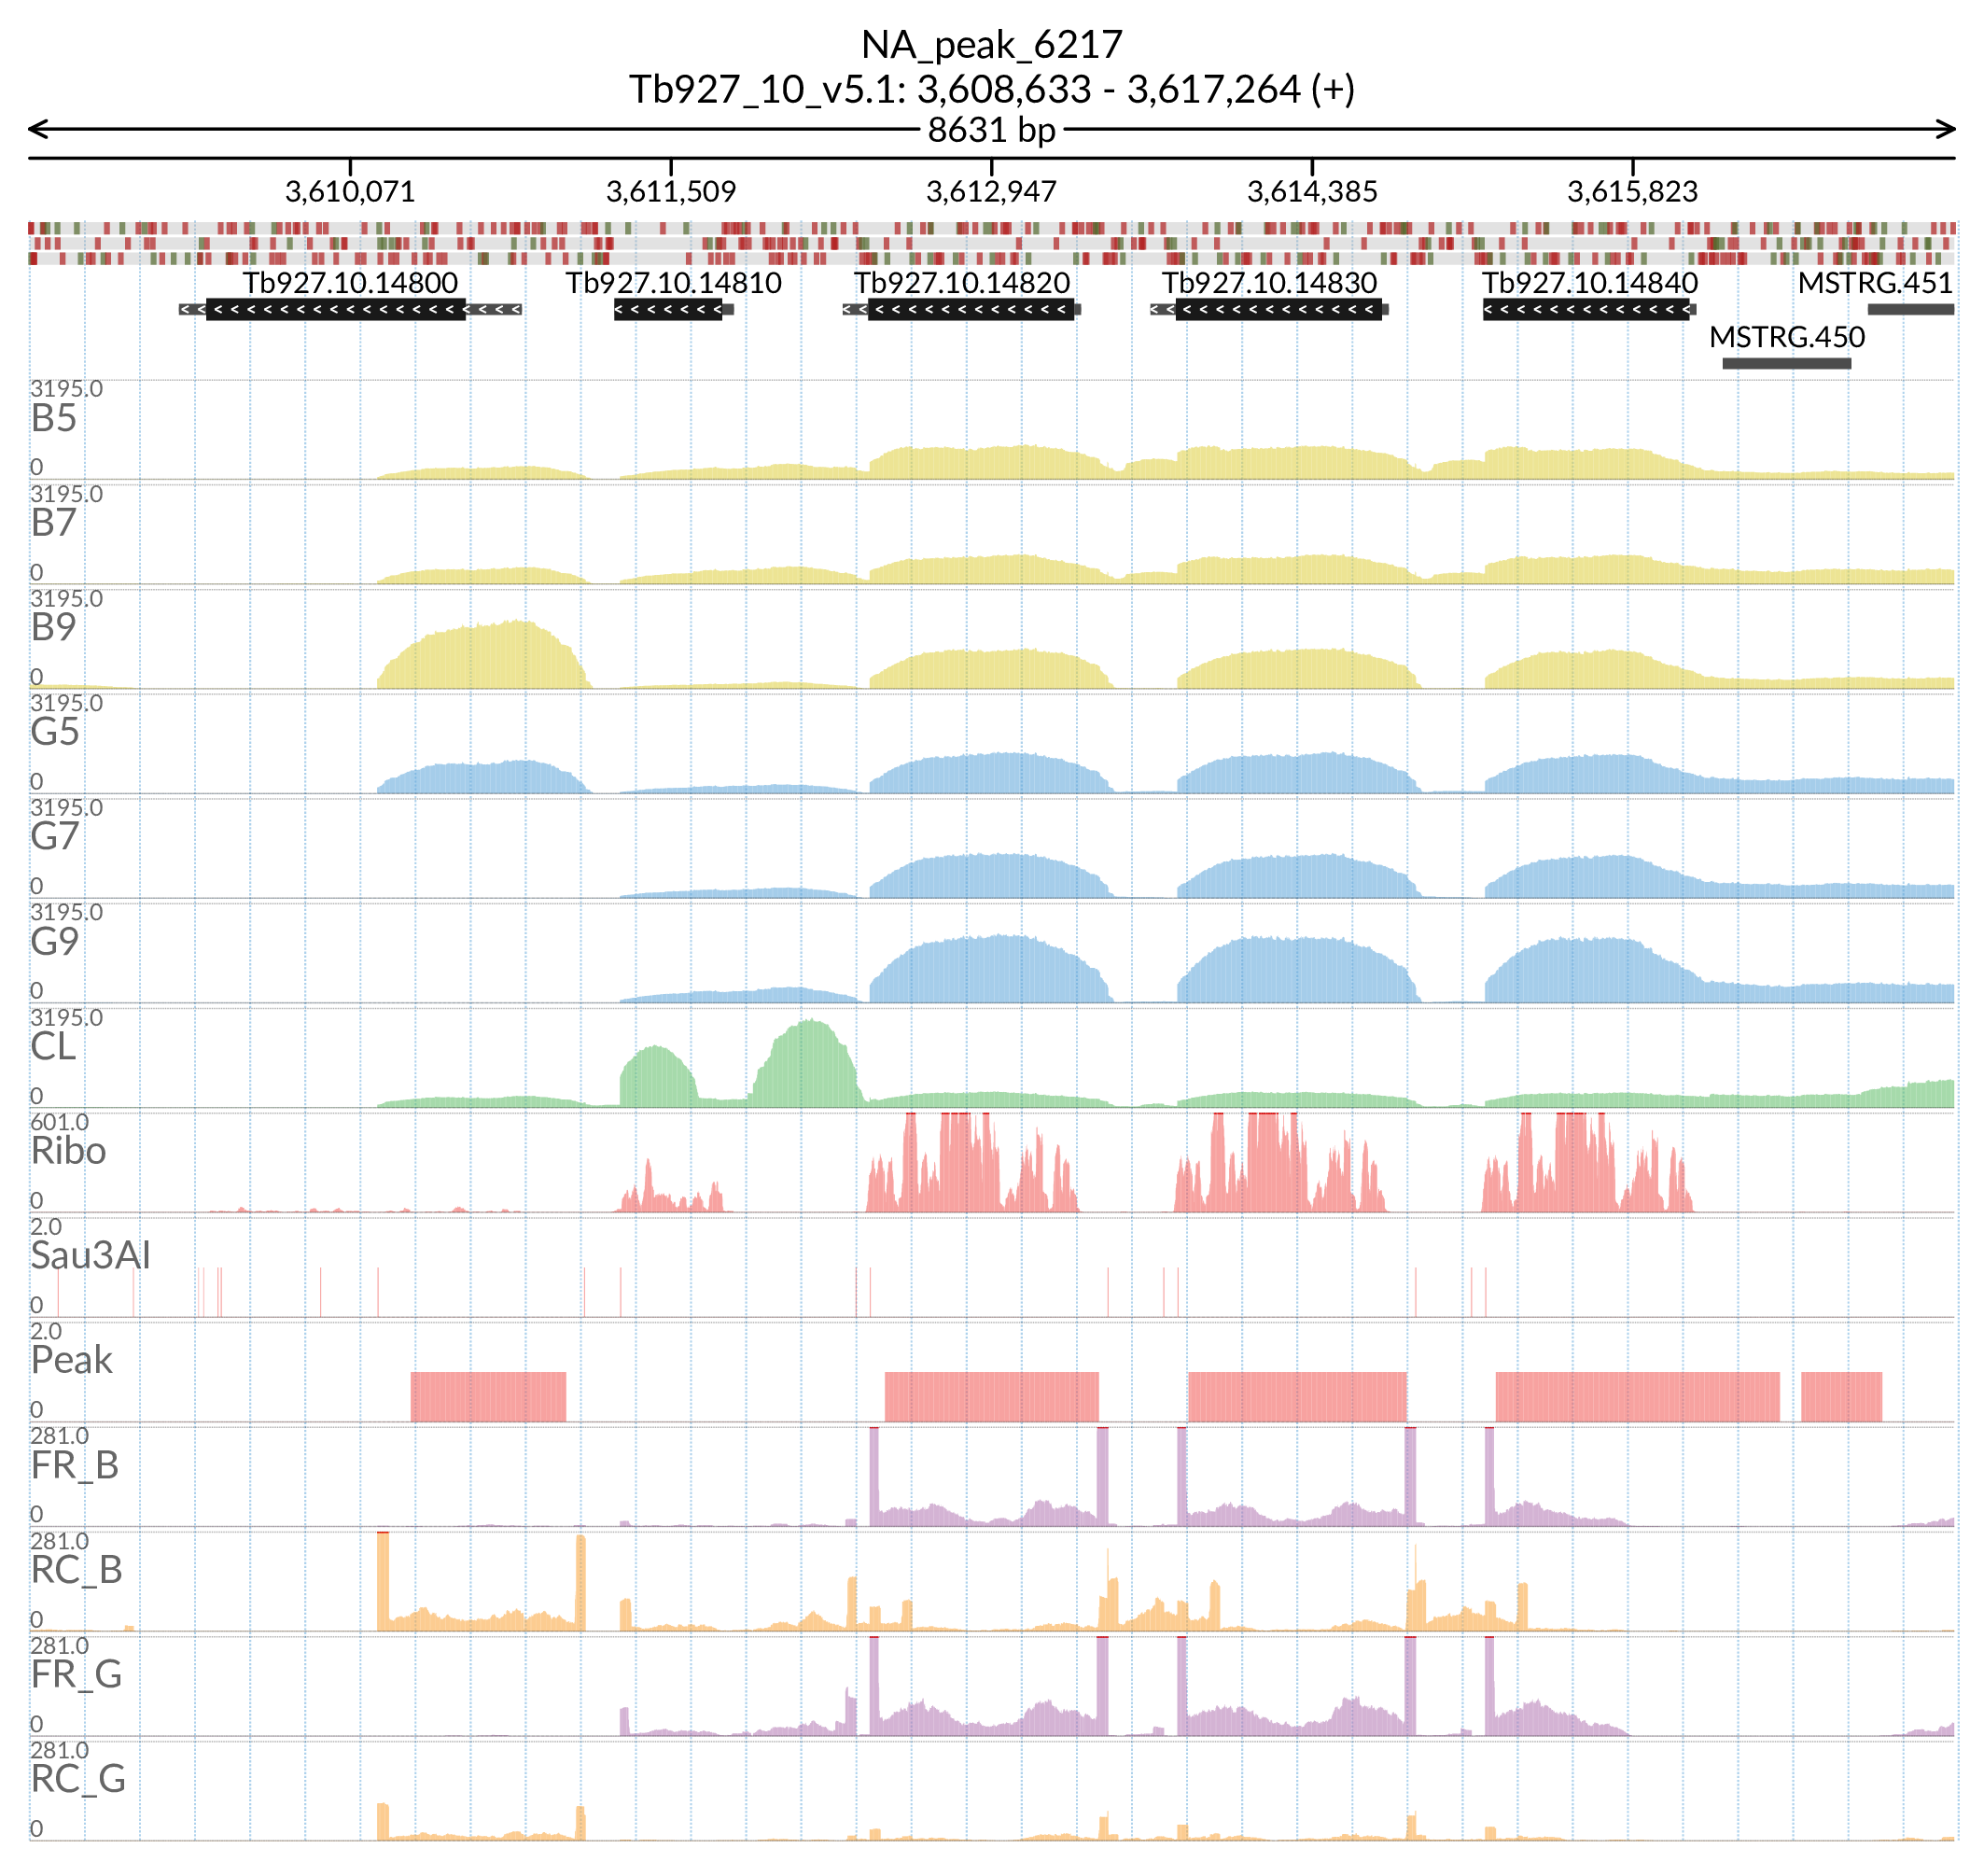 NA_peak_6217
Tb927_10_v5.1: 3,608,633 - 3,617,264 (+)
8631 bp
3,610,071 3,611,509 3,612,947 3,614,385 3,615,823
Tb927.10.14800 Tb927.10.14810 Tb927.10.14820 Tb927.10.14830 Tb927.10.14840 MSTRG.451
MSTRG.450
3195.0
B5
0
3195.0
B7
0
3195.0
B9
0
3195.0
G5
0
3195.0
G7
0
3195.0
G9
0
3195.0
CL
0
601.0
Ribo
0
2.0
Sau3AI
0
2.0
Peak
0
281.0
FR_B
0
281.0
RC_B
0
281.0
FR_G
0
281.0
RC_G
0